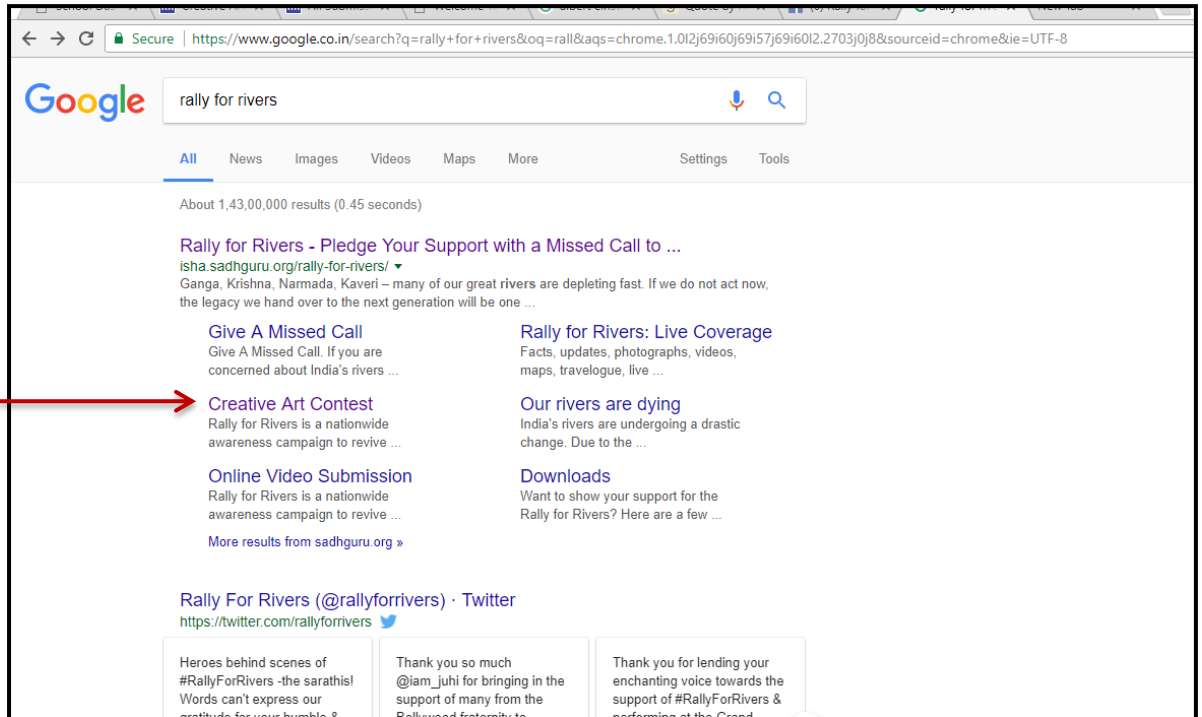 Secure | https://www.google.co.in/search?q=rally+for+rivers&oq=rall&aqs=chrome.1.0l2j69i60j69i57j69i60l2.2703j0j8&sourceid=chrome&ie=UTF-8
Google
rally for rivers
All News Images Videos Maps More Settings Tools
About 1,43,00,000 results (0.45 seconds)
Rally for Rivers - Pledge Your Support with a Missed Call to ...
isha.sadhguru.org/rally-for-rivers/
Ganga, Krishna, Narmada, Kaveri – many of our great rivers are depleting fast. If we do not act now,
the legacy we hand over to the next generation will be one ...
Give A Missed Call
Give A Missed Call. If you are
concerned about India's rivers ...
Rally for Rivers: Live Coverage
Facts, updates, photographs, videos,
maps, travelogue, live ...
Creative Art Contest
Rally for Rivers is a nationwide
awareness campaign to revive ...
Our rivers are dying
India's rivers are undergoing a drastic
change. Due to the ...
Online Video Submission
Rally for Rivers is a nationwide
awareness campaign to revive ...
Downloads
Want to show your support for the
Rally for Rivers? Here are a few ...
More results from sadhguru.org »
Rally For Rivers (@rallyforrivers) · Twitter
https://twitter.com/rallyforrivers
Heroes behind scenes of
#RallyForRivers -the sarathis!
Words can't express our
gratitude for your humble &
Thank you so much
@iam_juhi for bringing in the
support of many from the
Bollywood fraternity to
Thank you for lending your
enchanting voice towards the
support of #RallyForRivers &
performing at the Grand